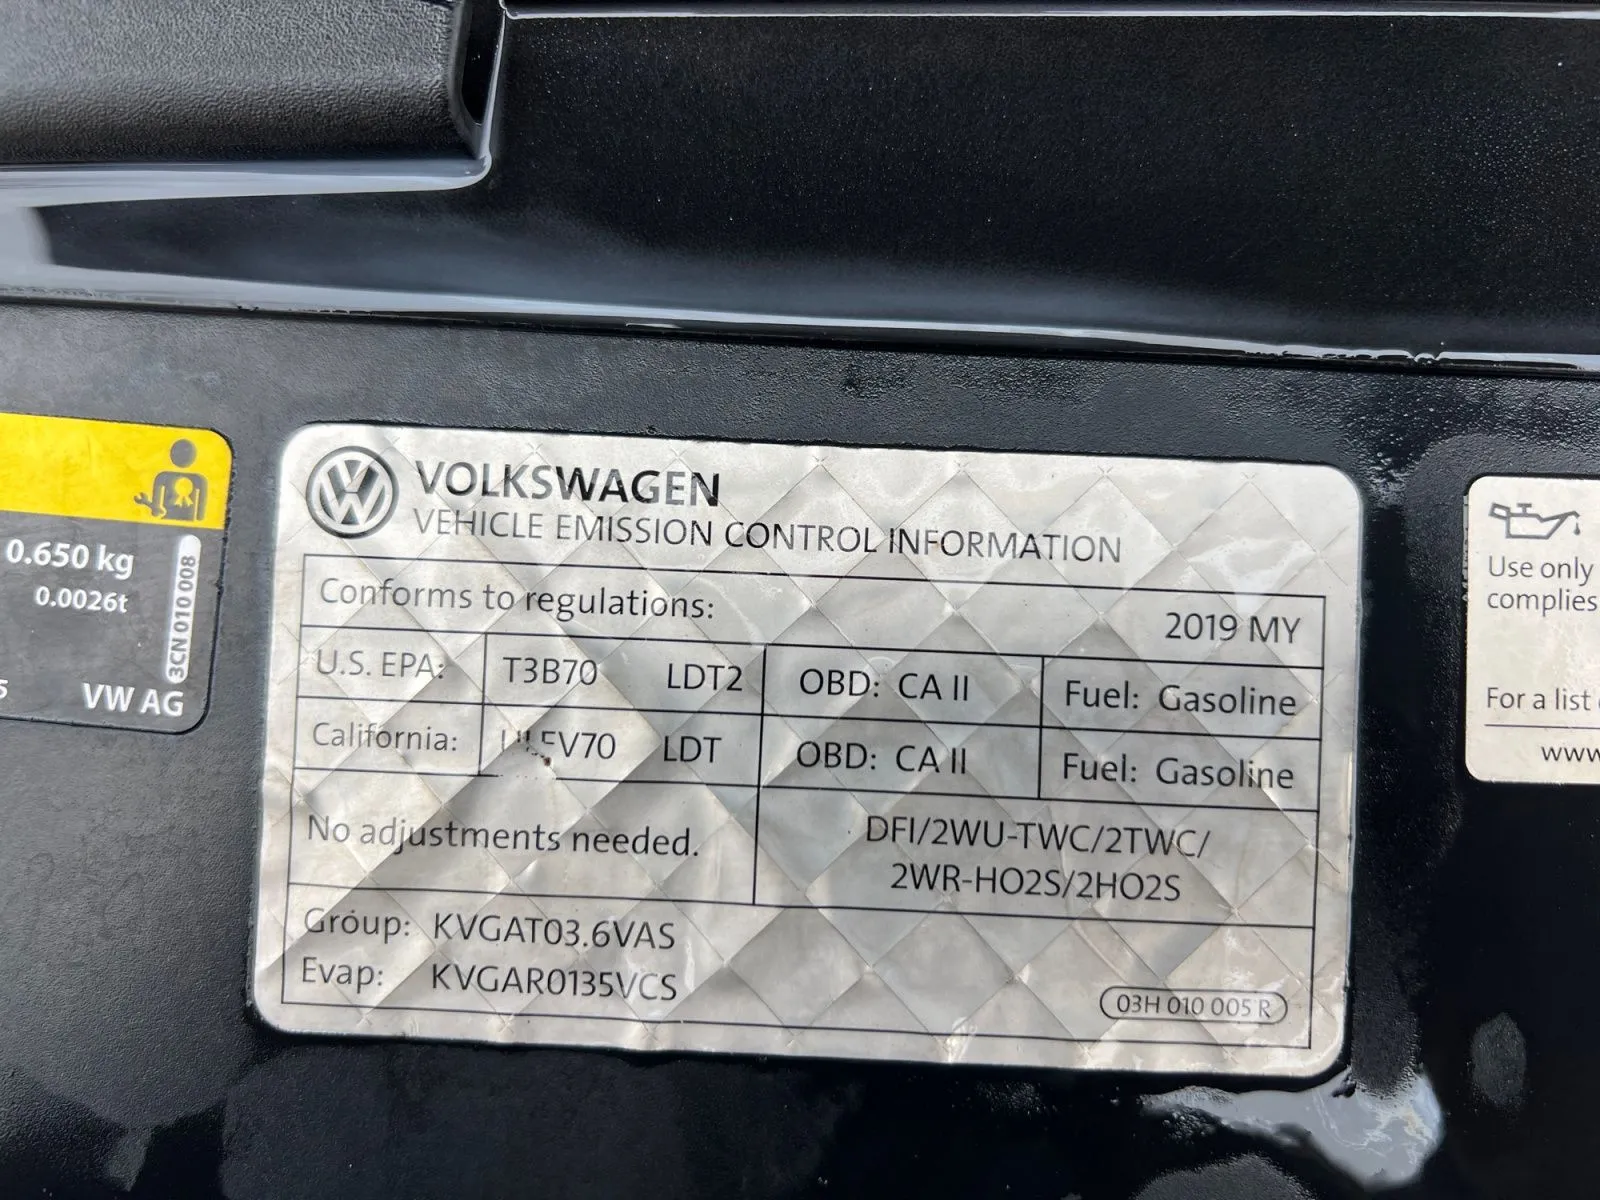 0.650 kg
0.0026t
3CN 010 008
5
VW AG
VOLKSWAGEN
VEHICLE EMISSION CONTROL INFORMATION
Conforms to regulations:
2019 MY
U.S. EPA: T3B70 LDT2 OBD: CA II Fuel: Gasoline
California: LDT OBD: CA II Fuel: Gasoline
No adjustments needed.
DFI/2WU-TWC/2TWC/
2WR-HO2S/2HO2S
Group: KVGAT03.6VAS
Evap: KVGAR0135VCS
03H 010 005 R
Use only
complies
For a list
www